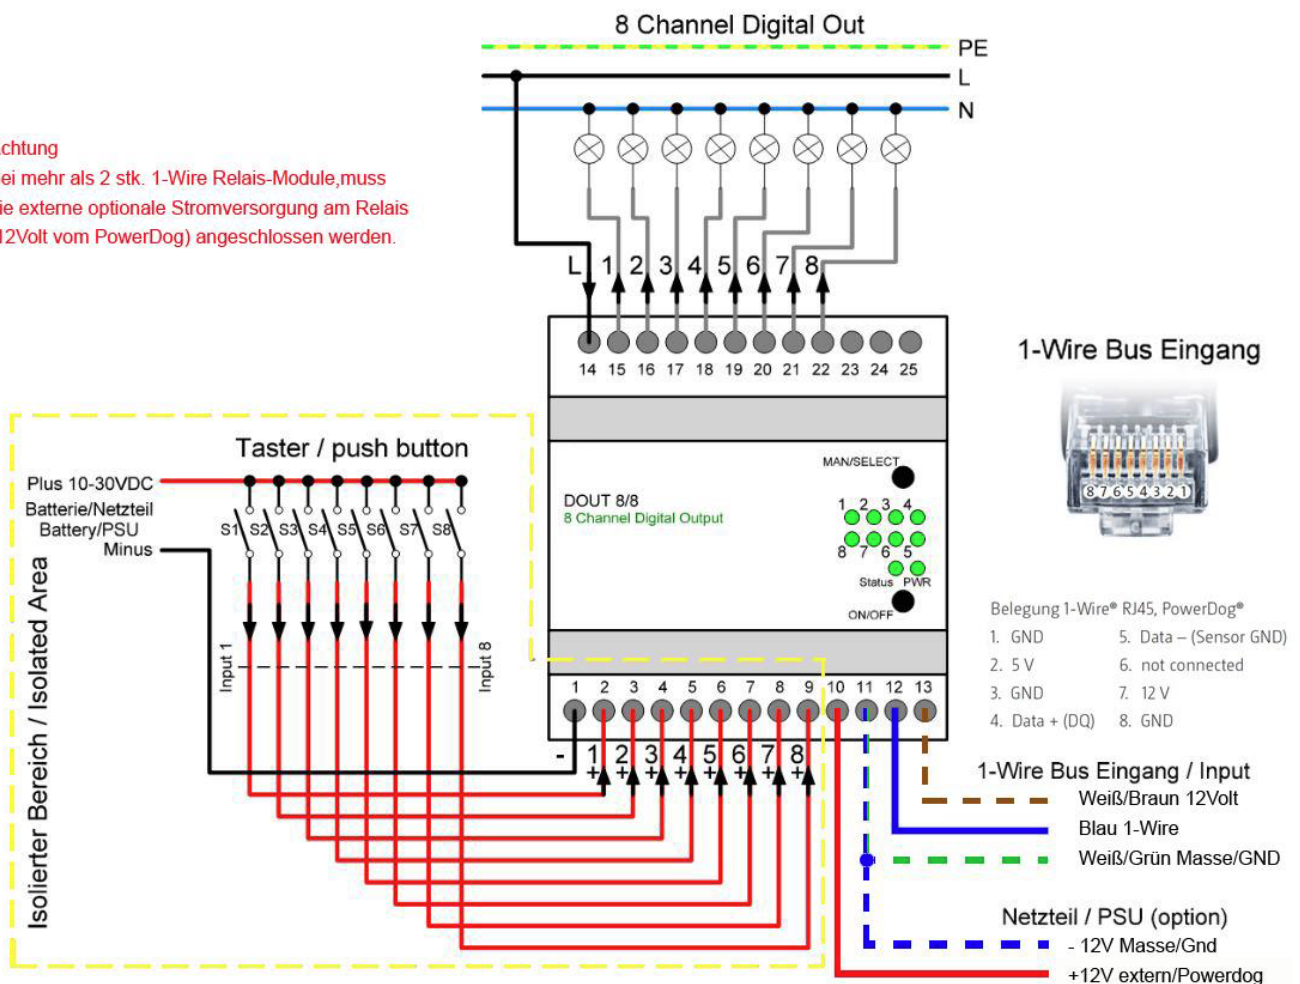 8 Channel Digital Out
PE
L
N
chtung
ei mehr als 2 stk. 1-Wire Relais-Module,muss
ie externe optionale Stromversorgung am Relais
12Volt vom PowerDog) angeschlossen werden.
L 1 2 3 4 5 6 7 8
14 15 16 17 18 19 20 21 22 23 24 25
1-Wire Bus Eingang
8 7 6 5 4 3 2 1
Taster / push button
Plus 10-30VDC
Batterie/Netzteil
Battery/PSU
Minus
S1 S2 S3 S4 S5 S6 S7 S8
Input 1
Input 8
Isolierter Bereich / Isolated Area
MAN/SELECT
DOUT 8/8
8 Channel Digital Output
1 2 3 4
8 7 6 5
Status PWR
ON/OFF
1 2 3 4 5 6 7 8 9 10 11 12 13
- 1 2 3 4 5 6 7 8
+ + + + + + + +
Belegung 1-Wire® RJ45, PowerDog®
1. GND 5. Data – (Sensor GND)
2. 5 V 6. not connected
3. GND 7. 12 V
4. Data + (DQ) 8. GND
1-Wire Bus Eingang / Input
Weiß/Braun 12Volt
Blau 1-Wire
Weiß/Grün Masse/GND
Netzteil / PSU (option)
- 12V Masse/Gnd
+12V extern/Powerdog